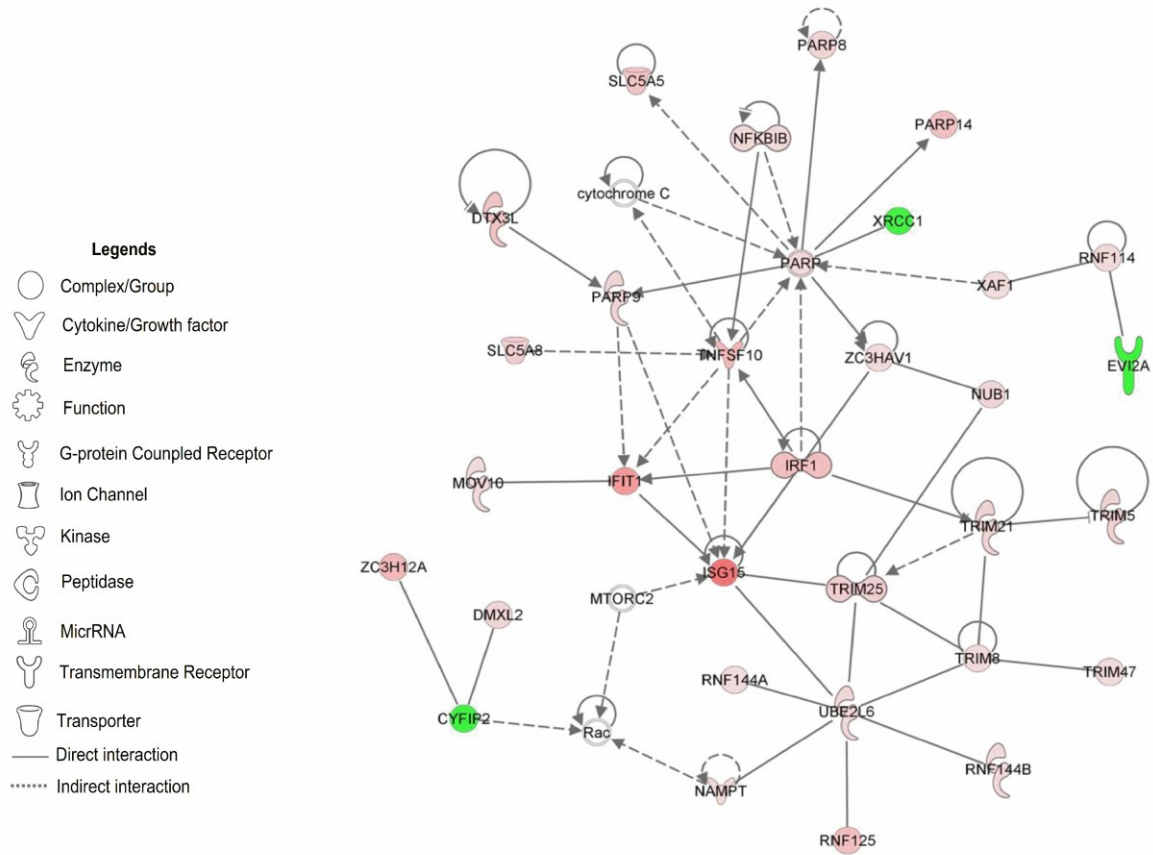 PARP8
SLC5A5
PARP14
NFKBIB
cytochrome C
DTX3L
XRCC1
Legends
RNF114
PARP
Complex/Group
XAF1
PARP9
Cytokine/Growth factor
SLC5A8
TNFSF10
ZC3HAV1
Enzyme
EVI2A
NUB1
Function
G-protein Counpled Receptor
IRF1
MOV10
IFIT1
Ion Channel
TRIM5
TRIM21
Kinase
ZC3H12A
ISG15
Peptidase
TRIM25
MTORC2
DMXL2
MicrRNA
TRIM8
Transmembrane Receptor
TRIM47
RNF144A
UBE2L6
CYFIP2
Transporter
Rac
Direct interaction
RNF144B
Indirect interaction
NAMPT
RNF125